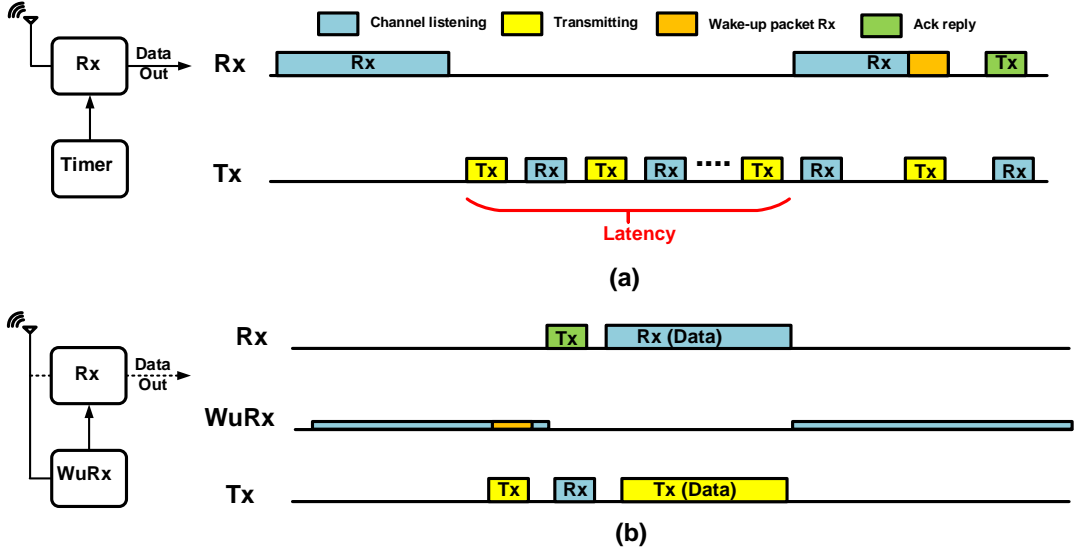 Channel listening Transmitting Wake-up packet Rx Ack reply
Rx Data Out Rx Rx Rx Tx
Timer Tx Tx Rx Tx Rx Tx Rx Tx Rx
Latency
(a)
Rx Data Out Rx Tx Rx (Data)
WuRx WuRx
Tx Tx Rx Tx (Data)
(b)